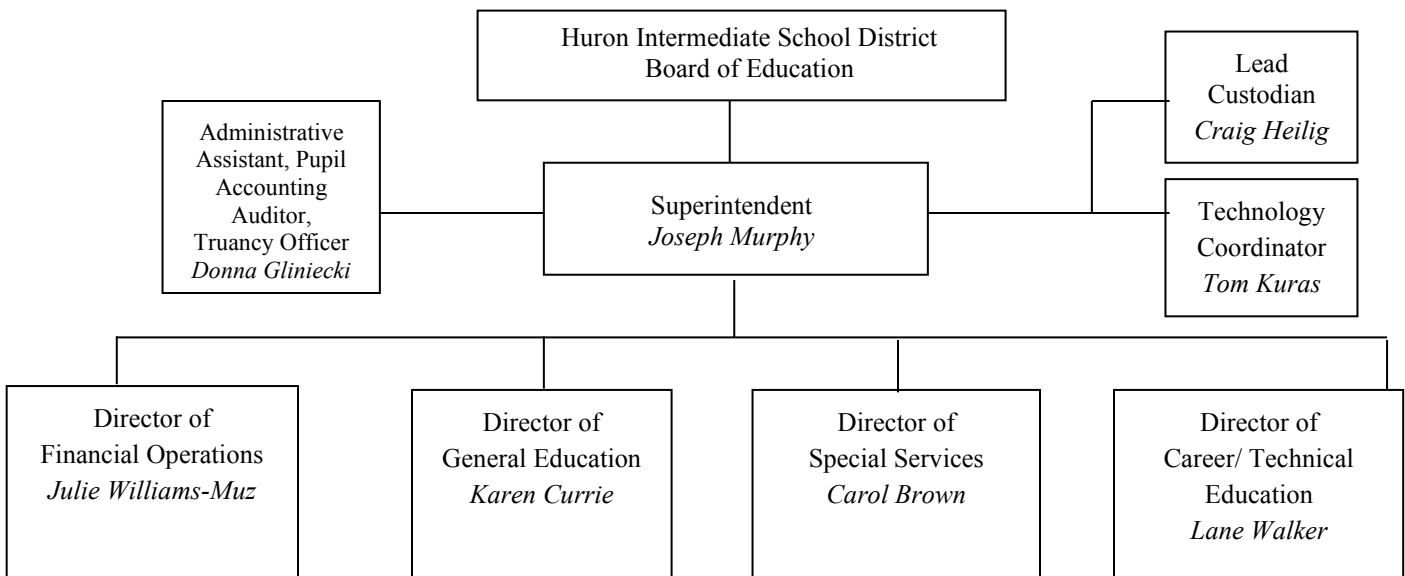 Huron Intermediate School District
Board of Education
Lead
Custodian
Craig Heilig
Administrative
Assistant, Pupil
Accounting
Auditor,
Truancy Officer
Donna Gliniecki
Superintendent
Joseph Murphy
Technology
Coordinator
Tom Kuras
Director of
Financial Operations
Julie Williams-Muz
Director of
General Education
Karen Currie
Director of
Special Services
Carol Brown
Director of
Career/ Technical
Education
Lane Walker